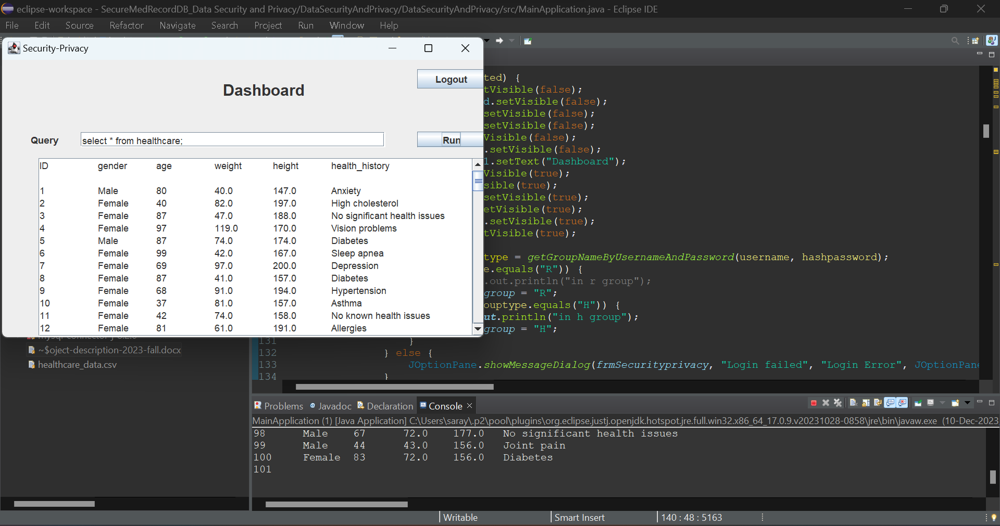 eclipse-workspace - SecureMedRecordDB_Data Security and Privacy/DataSecurityAndPrivacy/DataSecurityAndPrivacy/src/MainApplication.java - Eclipse IDE
File Edit Source Refactor Navigate Search Project Run Window Help
Security-Privacy
Logout
Dashboard
Query select * from healthcare; Run
ID gender age weight height health_history
1 Male 80 40.0 147.0 Anxiety
2 Female 40 82.0 197.0 High cholesterol
3 Female 87 47.0 188.0 No significant health issues
4 Female 97 119.0 170.0 Vision problems
5 Male 87 74.0 174.0 Diabetes
6 Female 99 42.0 167.0 Sleep apnea
7 Female 69 97.0 200.0 Depression
8 Female 87 41.0 157.0 Diabetes
9 Female 68 91.0 194.0 Hypertension
10 Female 37 81.0 157.0 Asthma
11 Female 42 74.0 158.0 No known health issues
12 Female 81 61.0 191.0 Allergies
ted) {
tVisible(false);
d.setVisible(false);
setVisible(false);
setVisible(false);
Visible(false);
.setVisible(false);
l.setText("Dashboard");
Visible(true);
sible(true);
setVisible(true);
etVisible(true);
.setVisible(true);
tVisible(true);
type = getGroupNameByUsernameAndPassword(username, hashpassword);
e.equals("R")) {
.out.println("in r group");
group = "R";
ouptype.equals("H")) {
ut.println("in h group");
group = "H";
131 }
132 } else {
133 JOptionPane.showMessageDialog(frmSecurityprivacy, "Login failed", "Login Error", JOptionPane
134 }
~$oject-description-2023-fall.docx
healthcare_data.csv
Problems Javadoc Declaration Console
MainApplication (1) [Java Application] C:\Users\saray\.p2\pool\plugins\org.eclipse.justj.openjdk.hotspot.jre.full.win32.x86_64_17.0.9.v20231028-0858\jre\bin\javaw.exe (10-Dec-2023
98 Male 67 72.0 177.0 No significant health issues
99 Male 44 43.0 156.0 Joint pain
100 Female 83 72.0 156.0 Diabetes
101
Writable Smart Insert 140 : 48 : 5163